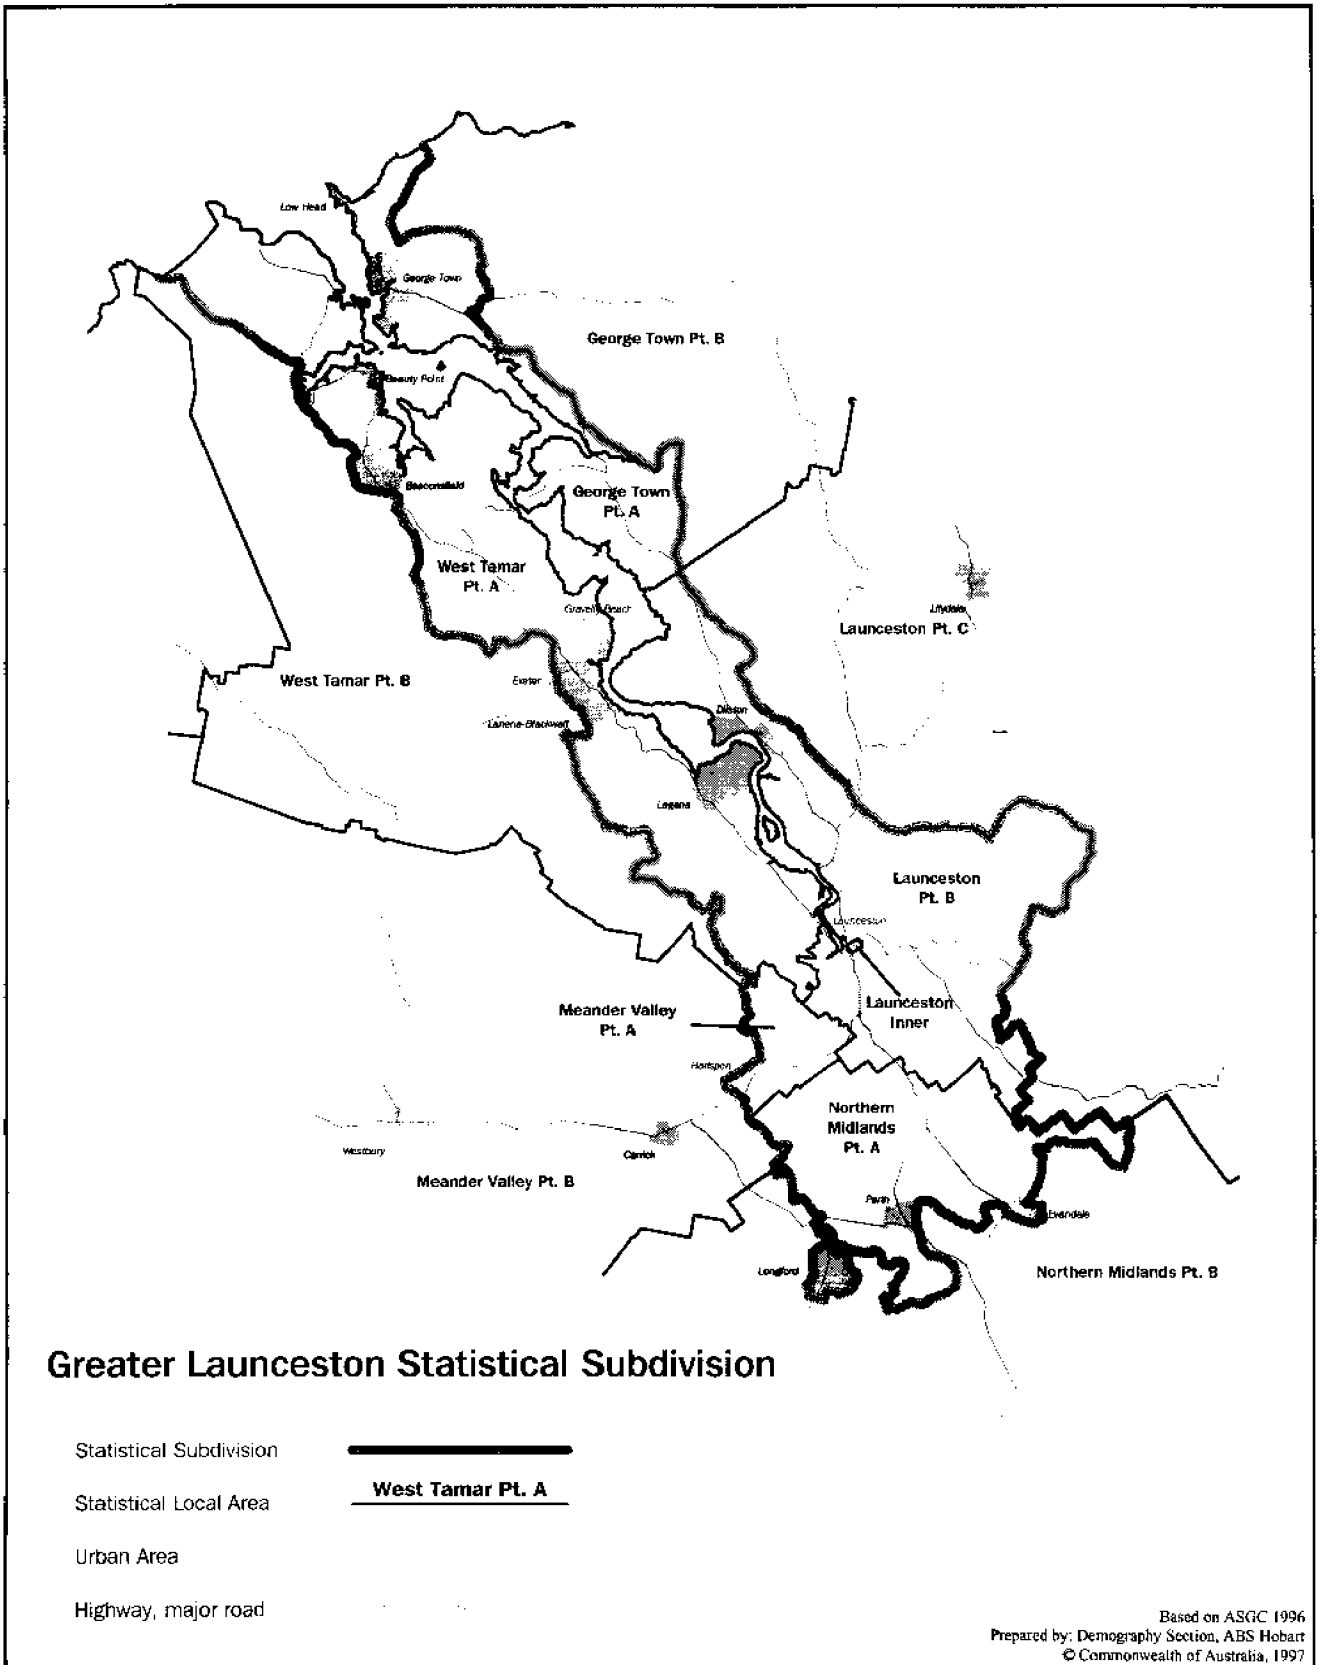 Low Head
George Town
George Town Pt. B
Beauty Point
Beaconsfield
George Town
Pt. A
West Tamar
Pt. A
Gravelly Beach
Lilydale
Launceston Pt. C
West Tamar Pt. B
Exeter
Lanena-Blackwall
Dilston
Legana
Launceston
Pt. B
Launceston
Meander Valley
Pt. A
Launceston
Inner
Hadspen
Northern
Midlands
Pt. A
Westbury
Carrick
Meander Valley Pt. B
Perth
Evandale
Longford
Northern Midlands Pt. B
Greater Launceston Statistical Subdivision
Statistical Subdivision
West Tamar Pt. A
Statistical Local Area
Urban Area
Highway, major road
Based on ASGC 1996
Prepared by: Demography Section, ABS Hobart
© Commonwealth of Australia, 1997